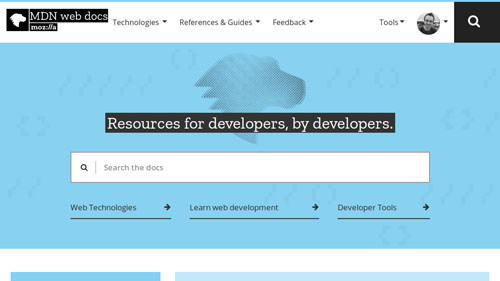 MDN web docs
moz://a
Technologies References & Guides Feedback Tools
Resources for developers, by developers.
Search the docs
Web Technologies Learn web development Developer Tools